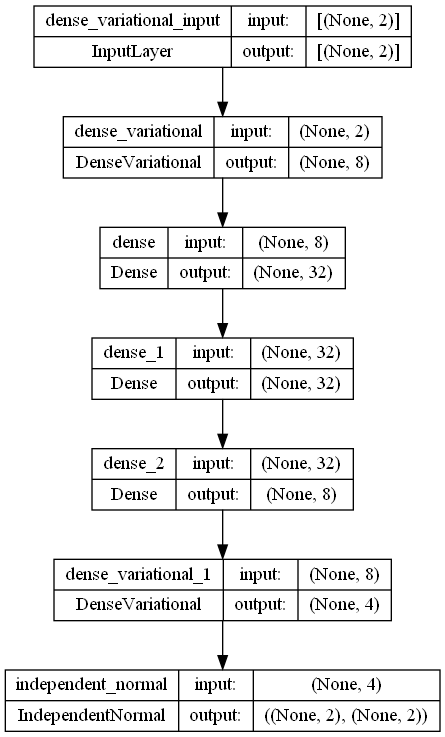 dense_variational_input input: [(None, 2)]
InputLayer output: [(None, 2)]
dense_variational input: (None, 2)
DenseVariational output: (None, 8)
dense input: (None, 8)
Dense output: (None, 32)
dense_1 input: (None, 32)
Dense output: (None, 32)
dense_2 input: (None, 32)
Dense output: (None, 8)
dense_variational_1 input: (None, 8)
DenseVariational output: (None, 4)
independent_normal input: (None, 4)
IndependentNormal output: ((None, 2), (None, 2))